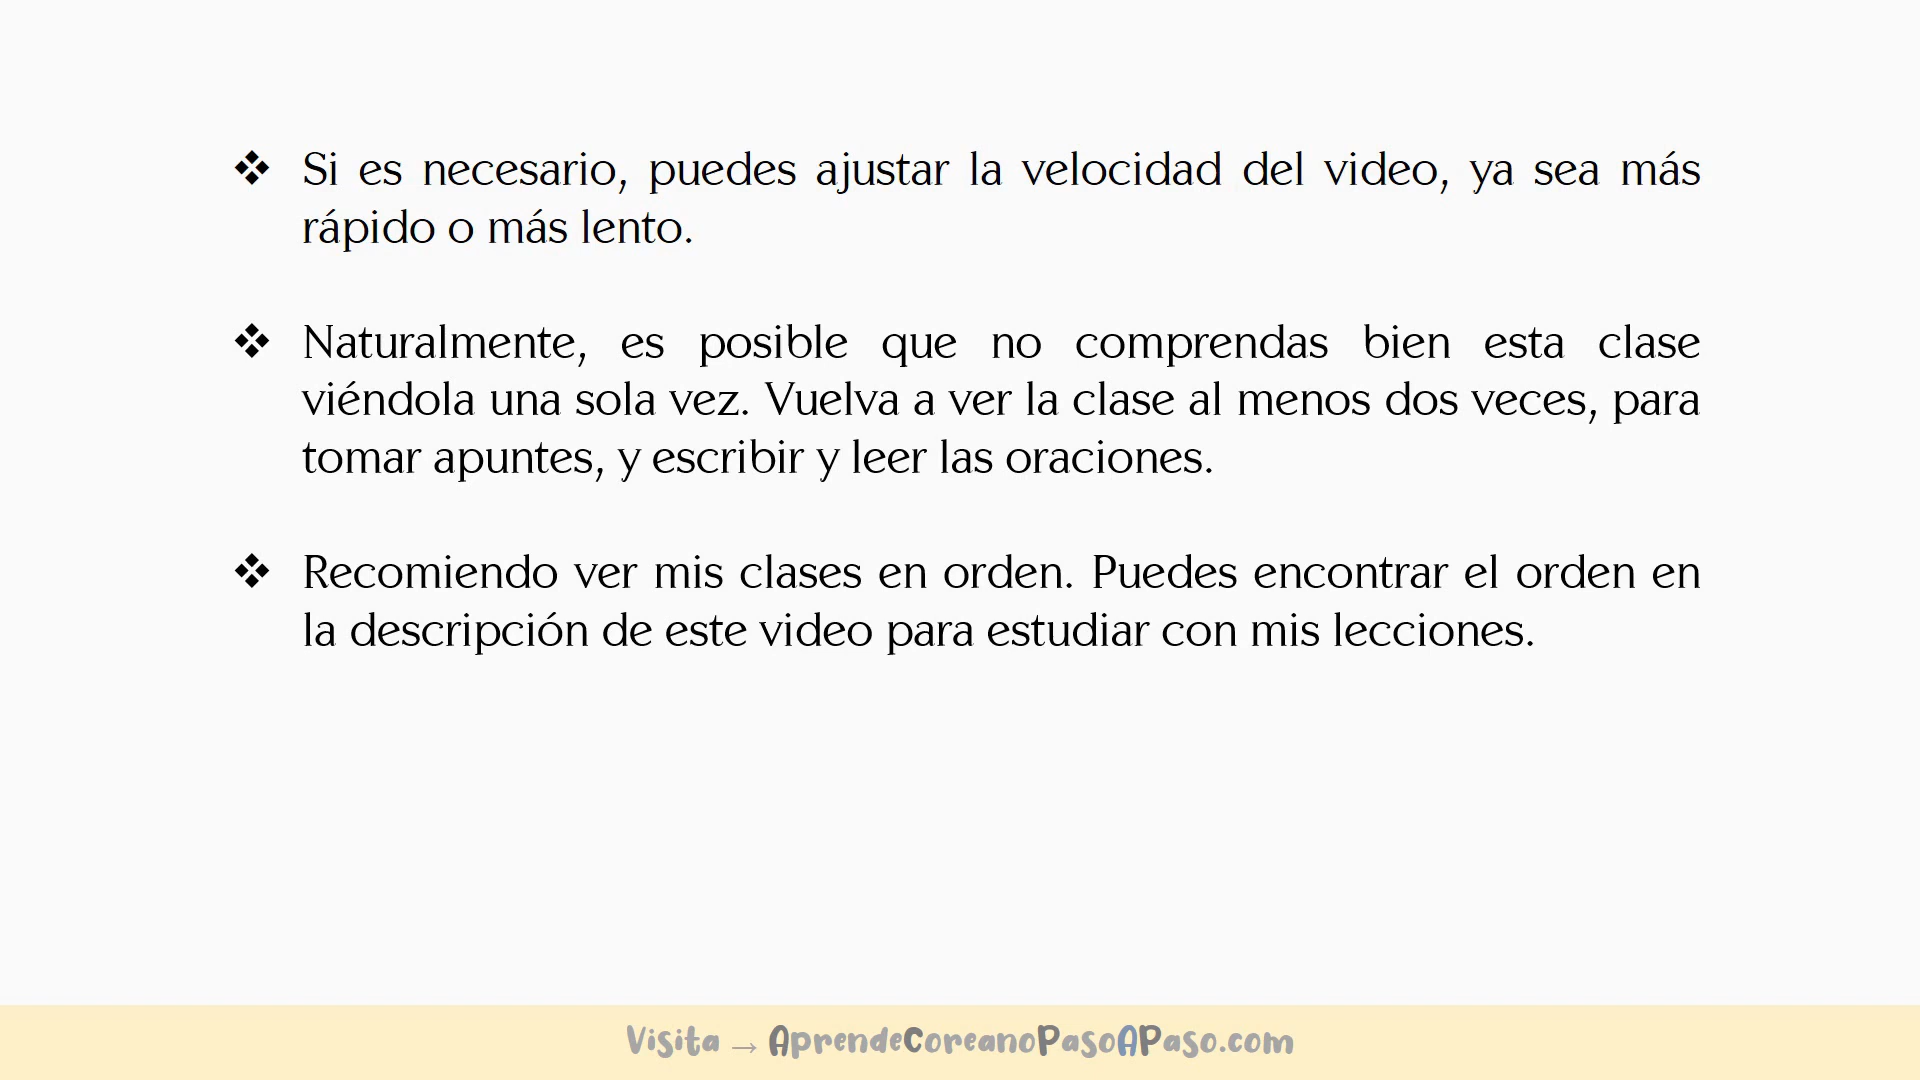 ❖ Si es necesario, puedes ajustar la velocidad del video, ya sea más
rápido o más lento.
❖ Naturalmente, es posible que no comprendas bien esta clase
viéndola una sola vez. Vuelva a ver la clase al menos dos veces, para
tomar apuntes, y escribir y leer las oraciones.
❖ Recomiendo ver mis clases en orden. Puedes encontrar el orden en
la descripción de este video para estudiar con mis lecciones.
Visita → AprendeCoreanoPasoAPaso.com